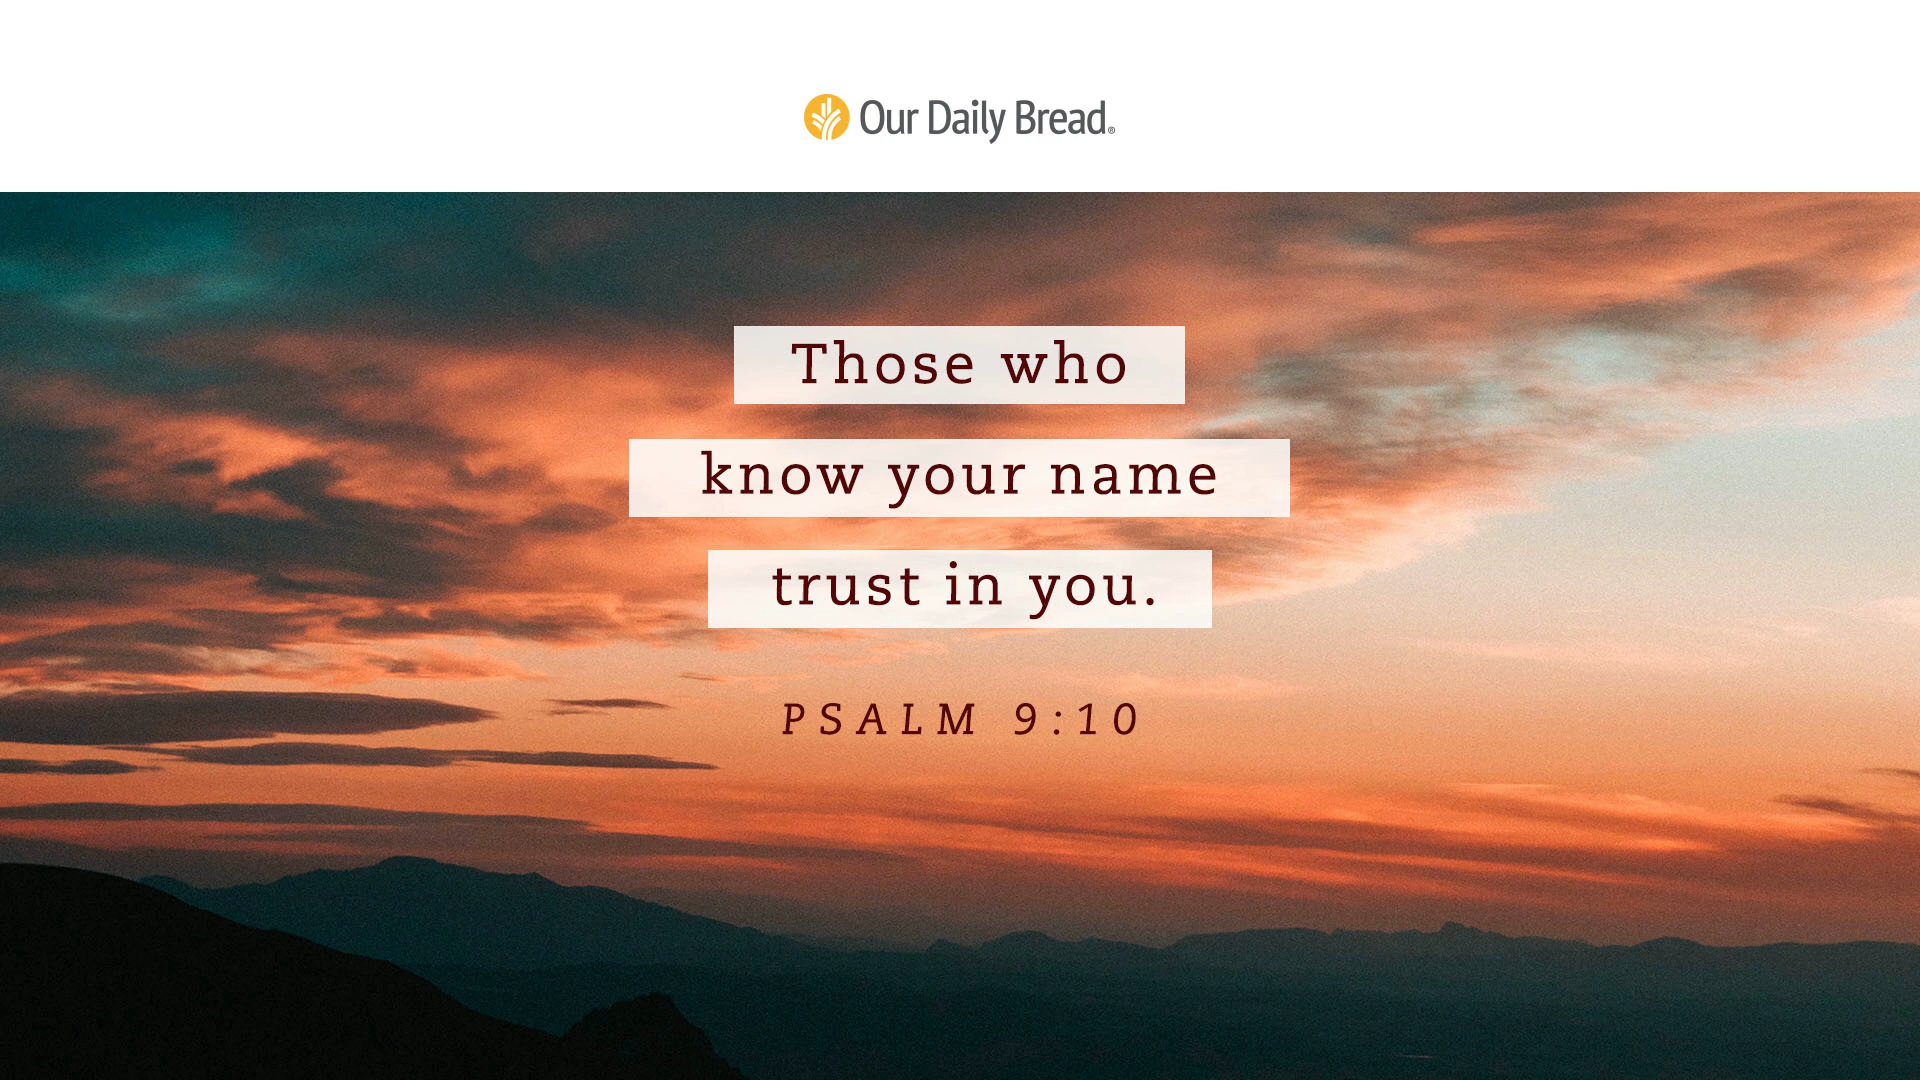 Our Daily Bread®
Those who
know your name
trust in you.
PSALM 9:10